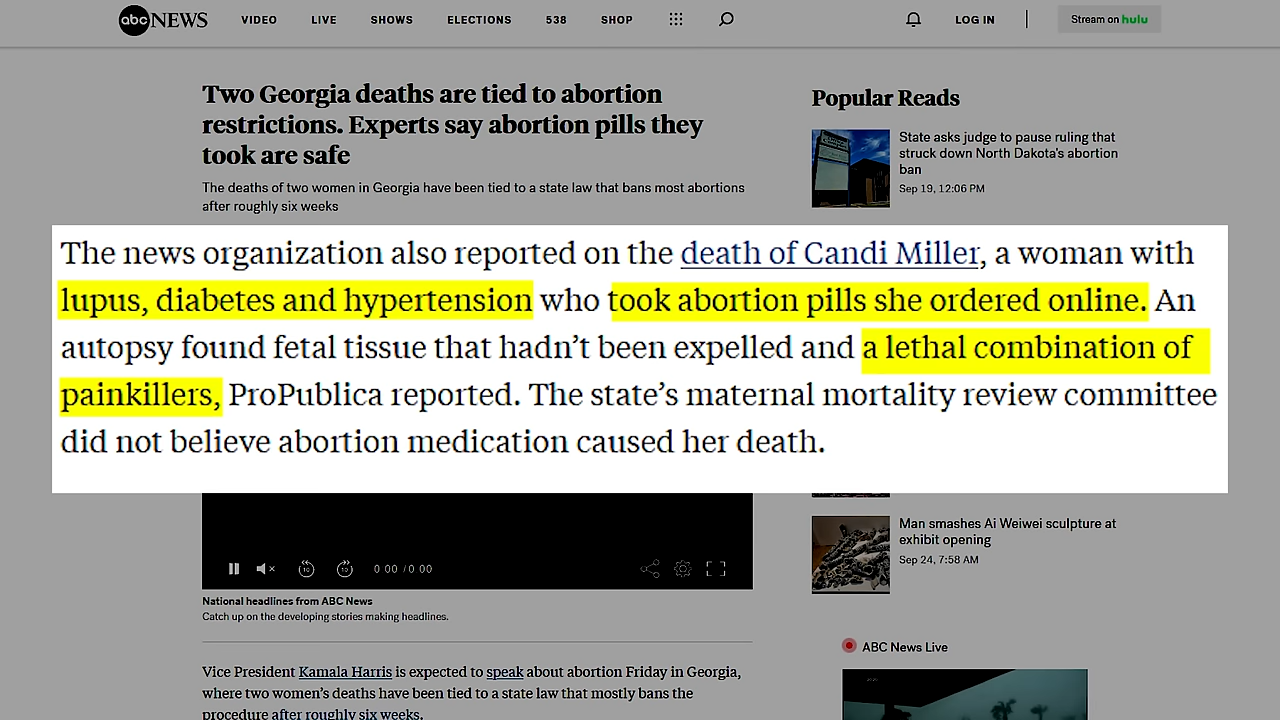 abc NEWS VIDEO LIVE SHOWS ELECTIONS 538 SHOP LOG IN Stream on hulu
Two Georgia deaths are tied to abortion
restrictions. Experts say abortion pills they
took are safe
The deaths of two women in Georgia have been tied to a state law that bans most abortions
after roughly six weeks
Popular Reads
State asks judge to pause ruling that
struck down North Dakota's abortion
ban
Sep 19, 12:06 PM
The news organization also reported on the death of Candi Miller, a woman with
lupus, diabetes and hypertension who took abortion pills she ordered online. An
autopsy found fetal tissue that hadn't been expelled and a lethal combination of
painkillers, ProPublica reported. The state's maternal mortality review committee
did not believe abortion medication caused her death.
10 10 0:00 / 0:00
National headlines from ABC News
Catch up on the developing stories making headlines.
Vice President Kamala Harris is expected to speak about abortion Friday in Georgia,
where two women's deaths have been tied to a state law that mostly bans the
procedure after roughly six weeks.
Man smashes Ai Weiwei sculpture at
exhibit opening
Sep 24, 7:58 AM
ABC News Live